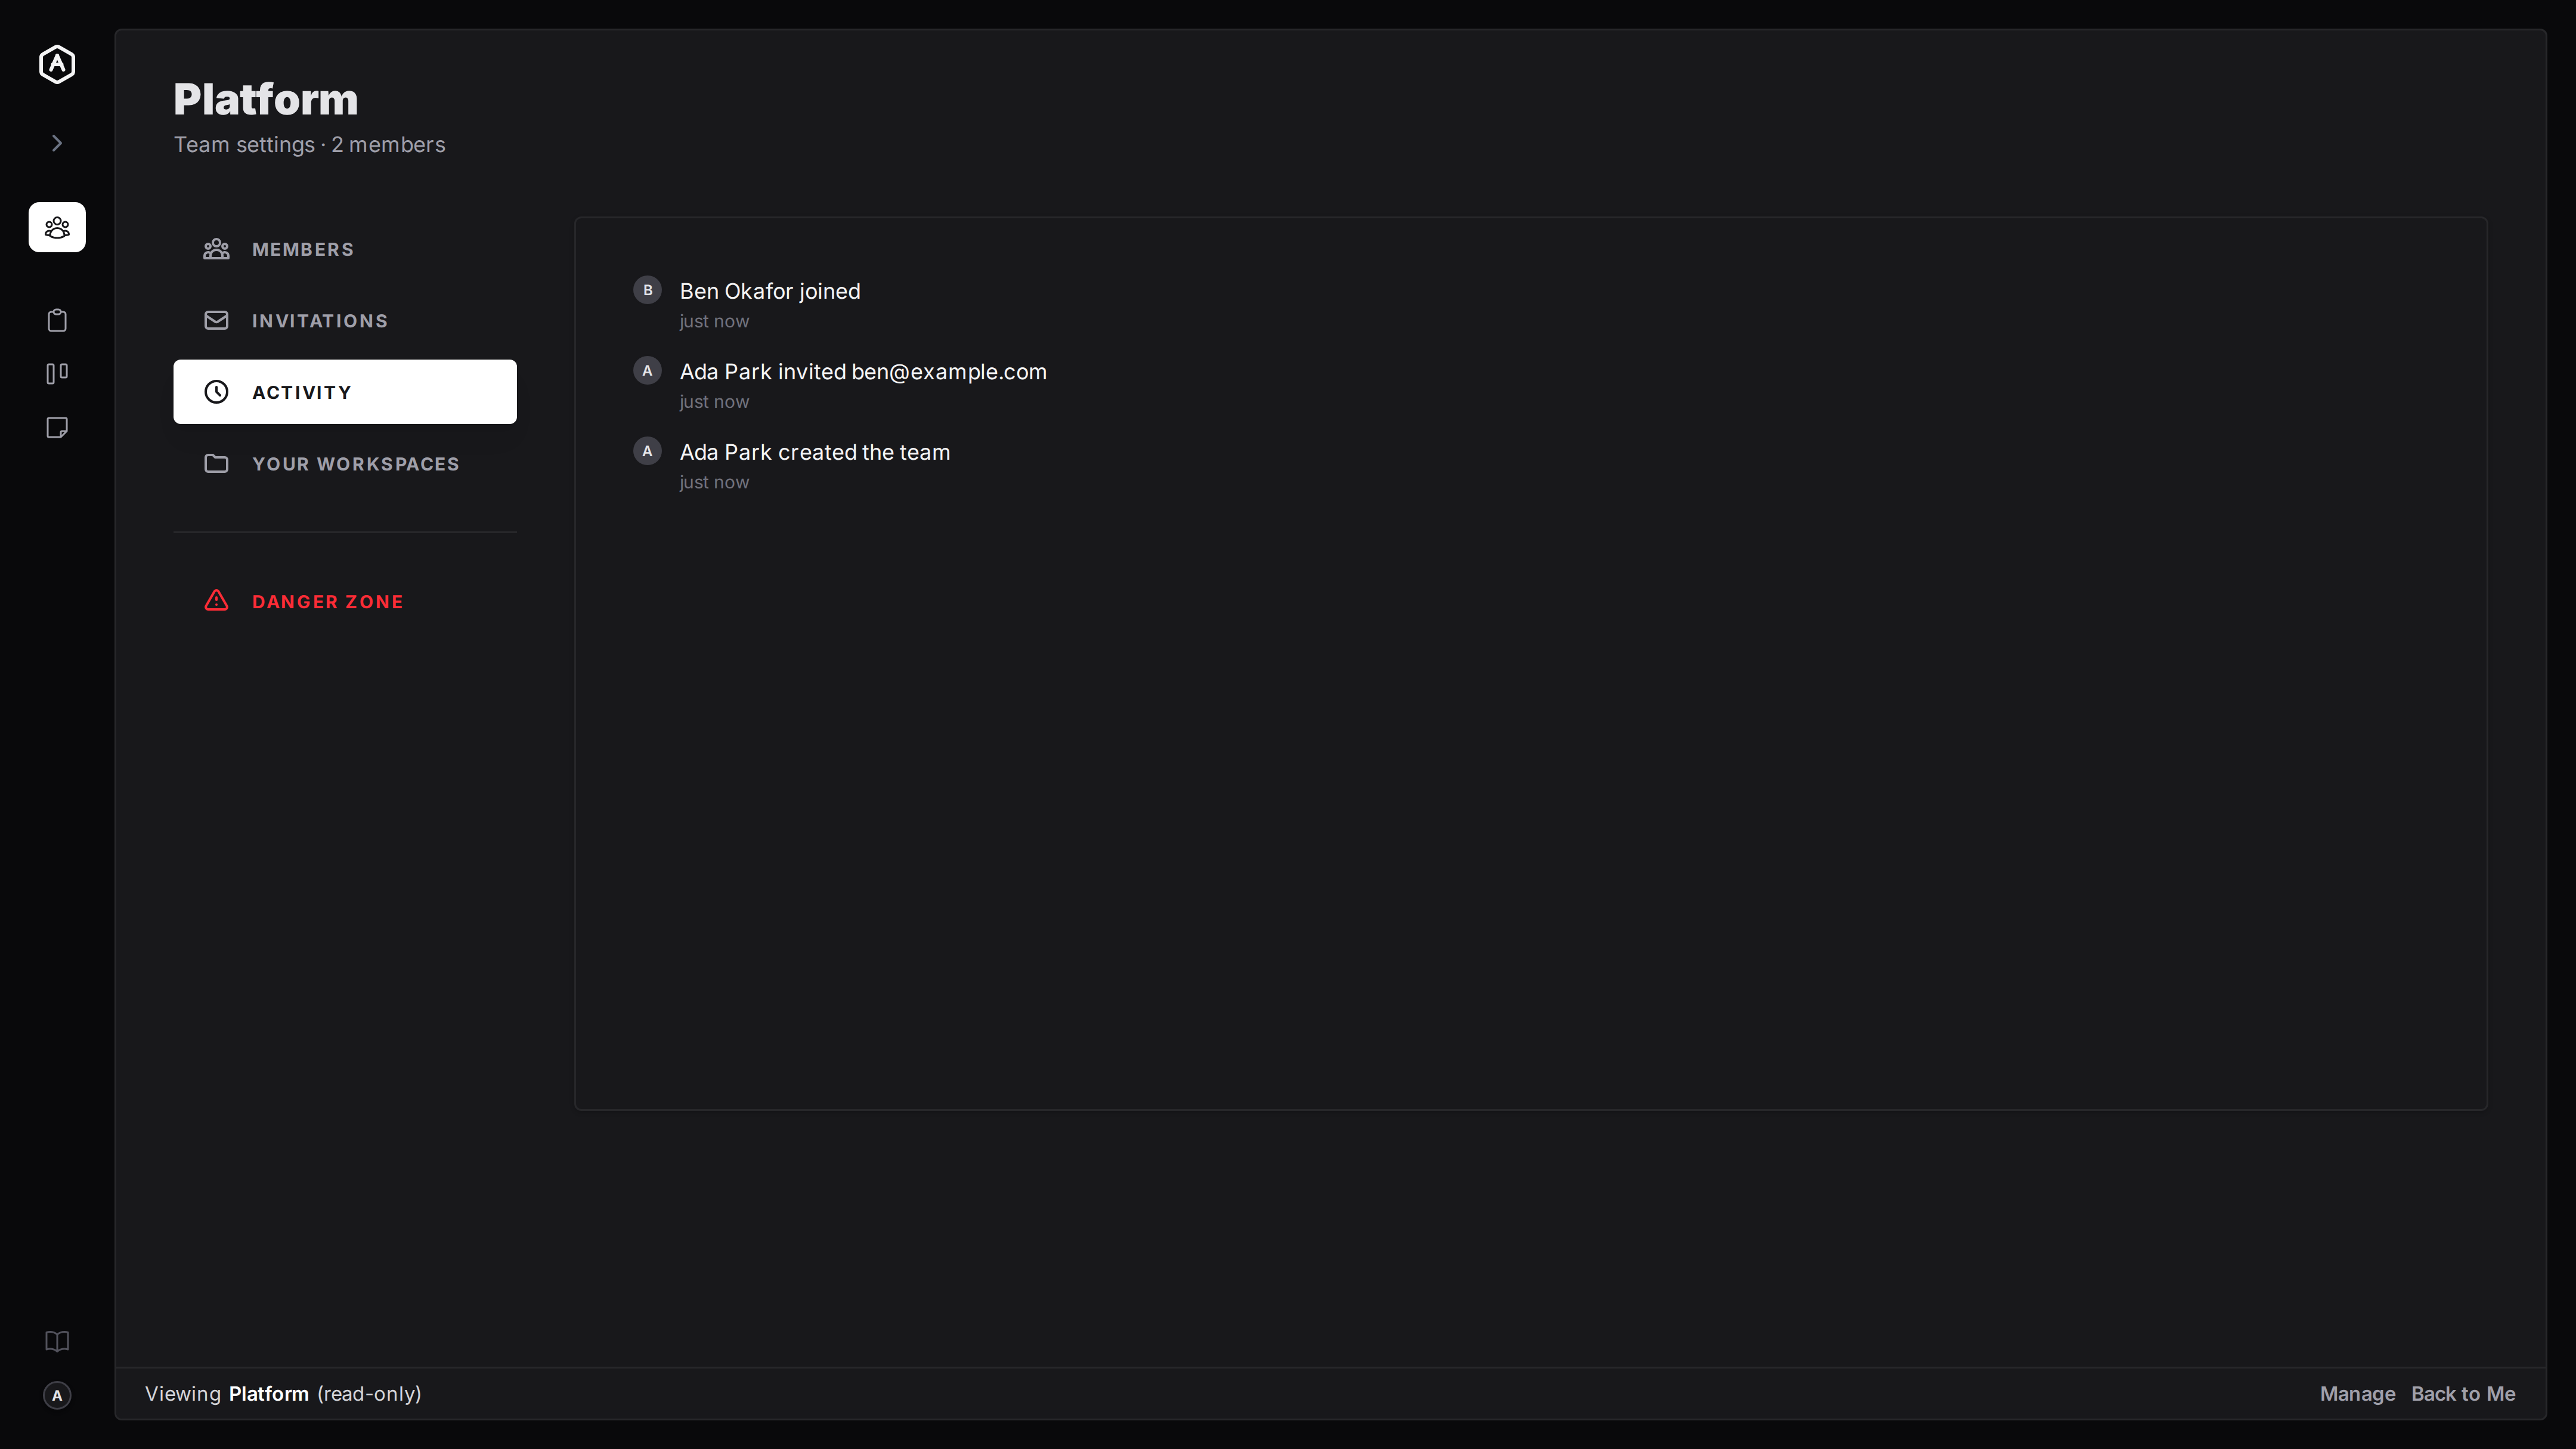 A
Platform
Team settings · 2 members
MEMBERS
INVITATIONS
ACTIVITY
YOUR WORKSPACES
DANGER ZONE
B
Ben Okafor joined
just now
A
Ada Park invited ben@example.com
just now
A
Ada Park created the team
just now
A
Viewing Platform (read-only)
Manage
Back to Me